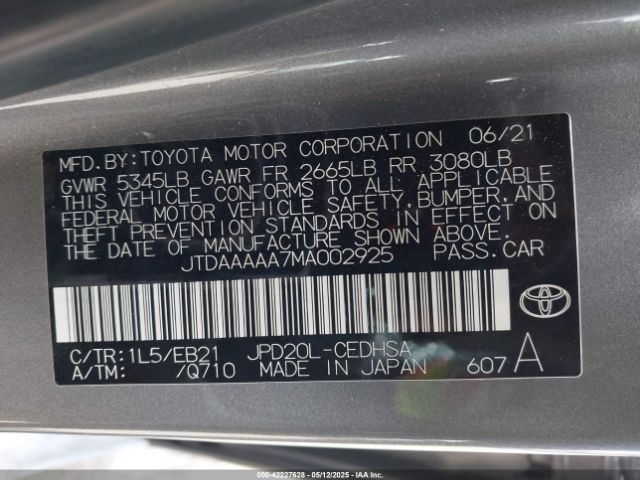 MFD.BY:TOYOTA MOTOR CORPORATION 06/21
GVWR 5345LB GAWR FR 2665LB RR 3080LB
THIS VEHICLE CONFORMS TO ALL APPLICABLE
FEDERAL MOTOR VEHICLE SAFETY,BUMPER,AND
THEFT PREVENTION STANDARDS IN EFFECT ON
THE DATE OF MANUFACTURE SHOWN ABOVE.
JTDAAAAA7MA002925 PASS.CAR
C/TR:1L5/EB21 JPD20L-CEDHSA
A/TM: /Q710 MADE IN JAPAN 607 A
000-42227628 - 05/12/2025 - IAA Inc.